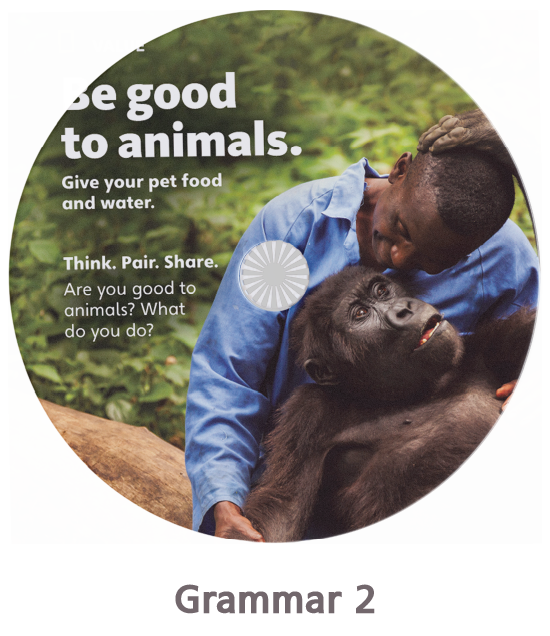 Be good
to animals.
Give your pet food
and water.
Think. Pair. Share.
Are you good to
animals? What
do you do?
Grammar 2